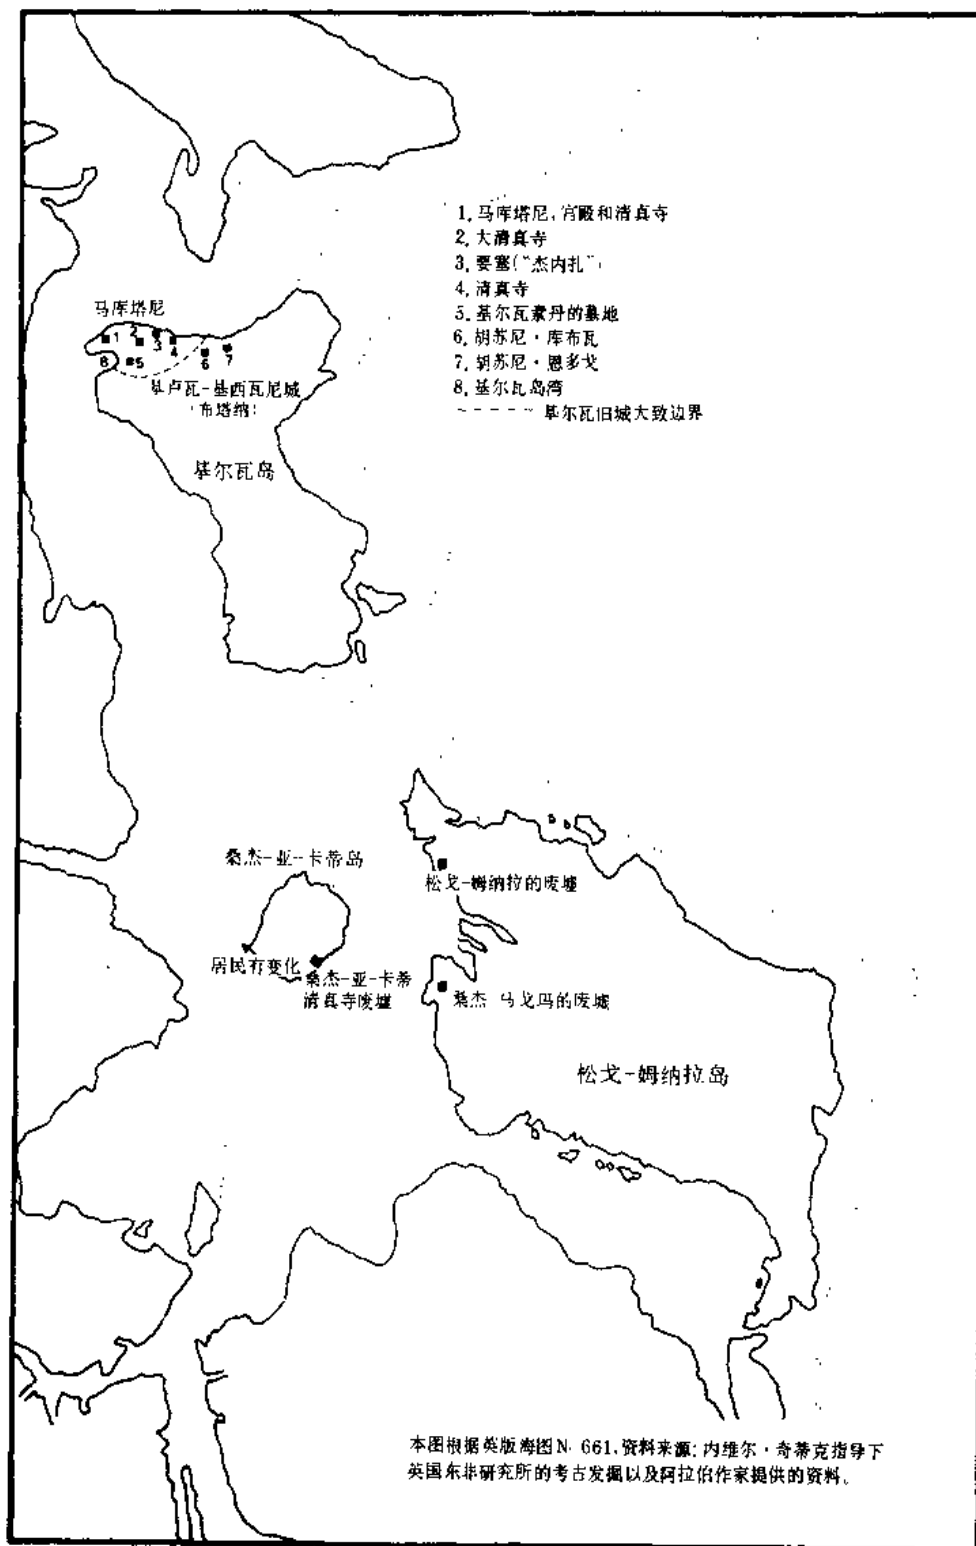 1. 马库塔尼,宫殿和清真寺
2. 大清真寺
3. 要塞("杰内扎")
4. 清真寺
5. 基尔瓦素丹的墓地
6. 胡苏尼·库布瓦
7. 胡苏尼·恩多戈
8. 基尔瓦岛湾
----- 基尔瓦旧城大致边界
马库塔尼
1
2
3
4
5
6
7
8
基卢瓦-基西瓦尼城
(布塔纳)
基尔瓦岛
桑杰-亚-卡蒂岛
居民有变化
桑杰-亚-卡蒂
清真寺废墟
松戈-姆纳拉的废墟
桑杰 马戈玛的废墟
松戈-姆纳拉岛
本图根据英版海图N· 661,资料来源:内维尔·奇蒂克指导下
英国东非研究所的考古发掘以及阿拉伯作家提供的资料。